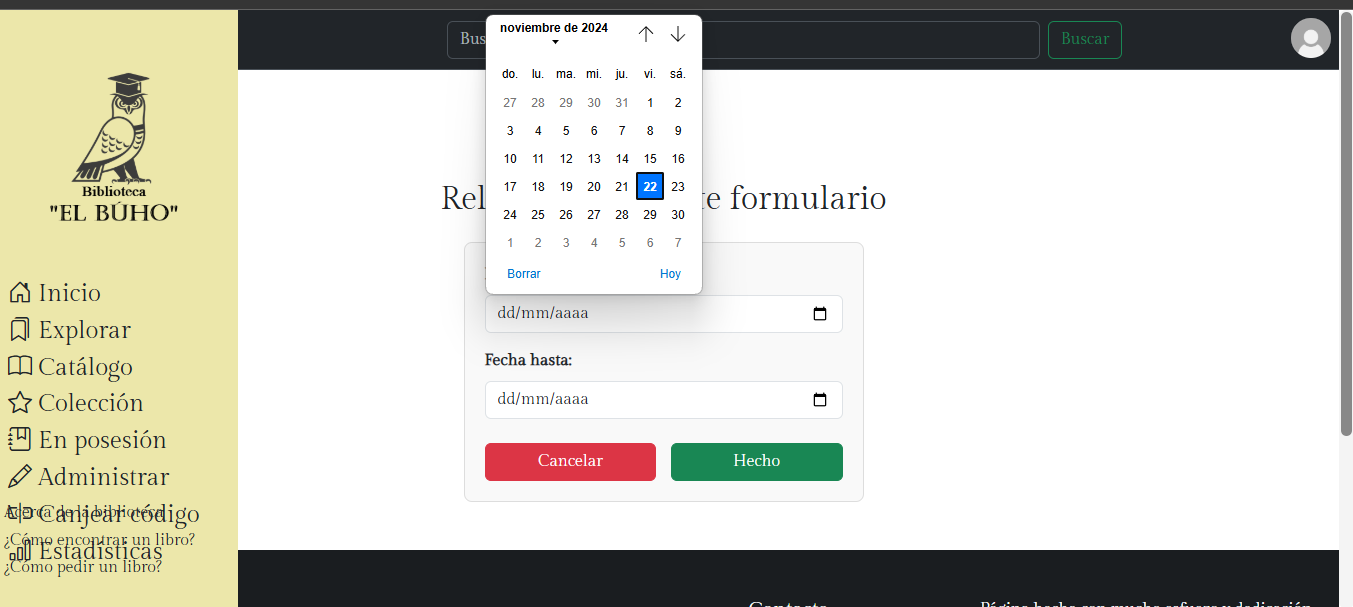 Biblioteca
"EL BÚHO"
Inicio
Explorar
Catálogo
Colección
En posesión
Administrar
Canjear código
Estadísticas
Acerca de la biblioteca
¿Cómo encontrar un libro?
¿Cómo pedir un libro?
Bus
Buscar
noviembre de 2024
do. lu. ma. mi. ju. vi. sá.
27 28 29 30 31 1 2
3 4 5 6 7 8 9
10 11 12 13 14 15 16
17 18 19 20 21 22 23
24 25 26 27 28 29 30
1 2 3 4 5 6 7
Borrar Hoy
formulario
dd/mm/aaaa
Fecha hasta:
dd/mm/aaaa
Cancelar Hecho
Contacto
Página hecha con mucho esfuerzo y dedicación